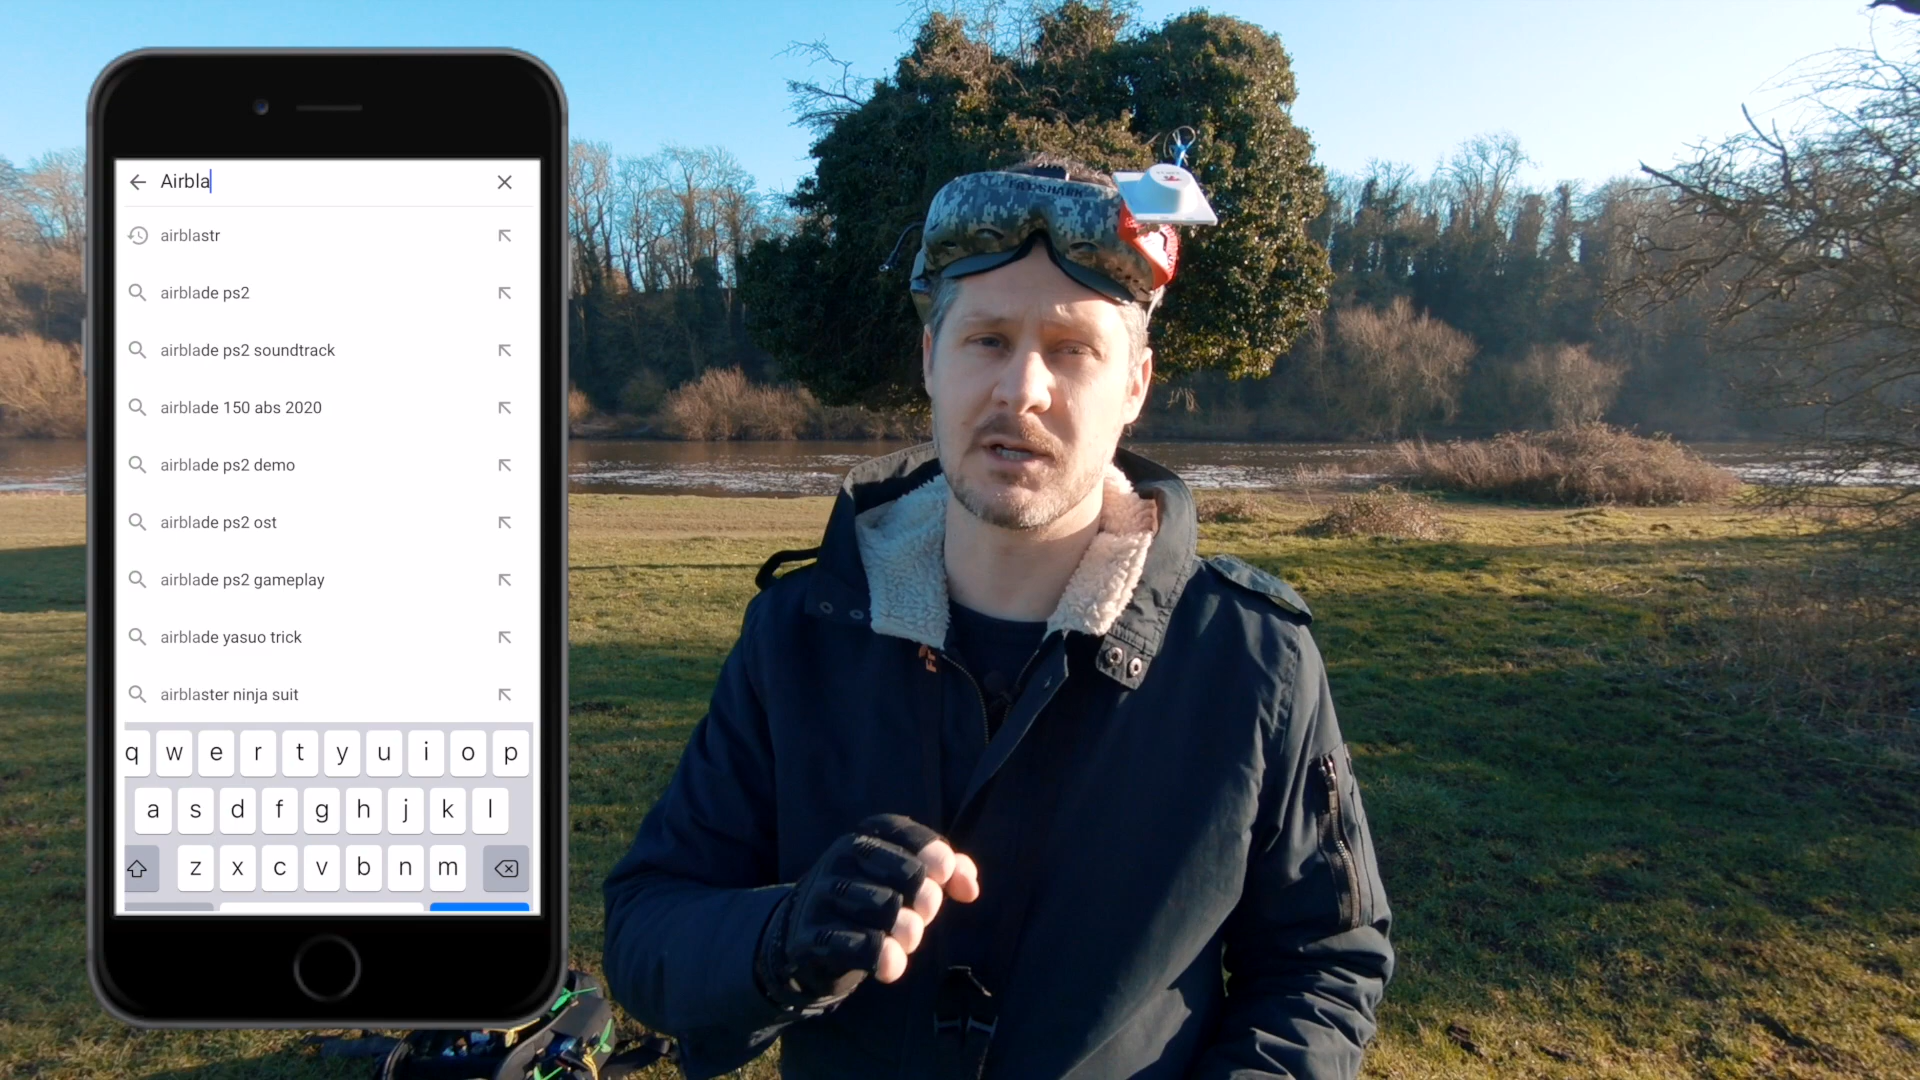 Airbla
airblastr
airblade ps2
airblade ps2 soundtrack
airblade 150 abs 2020
airblade ps2 demo
airblade ps2 ost
airblade ps2 gameplay
airblade yasuo trick
airblaster ninja suit
q w e r t y u i o p
a s d f g h j k l
z x c v b n m
FATSHARK